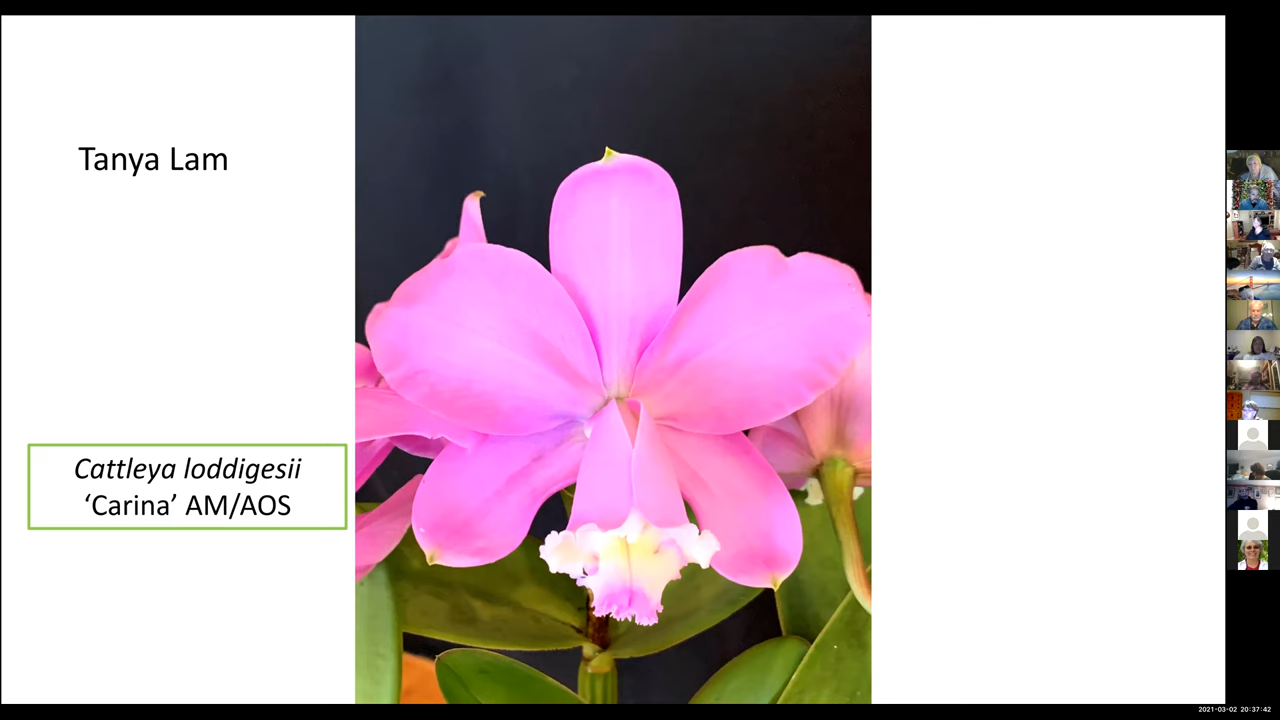 Tanya Lam
Cattleya loddigesii
‘Carina’ AM/AOS
2021-03-02 20:37:42